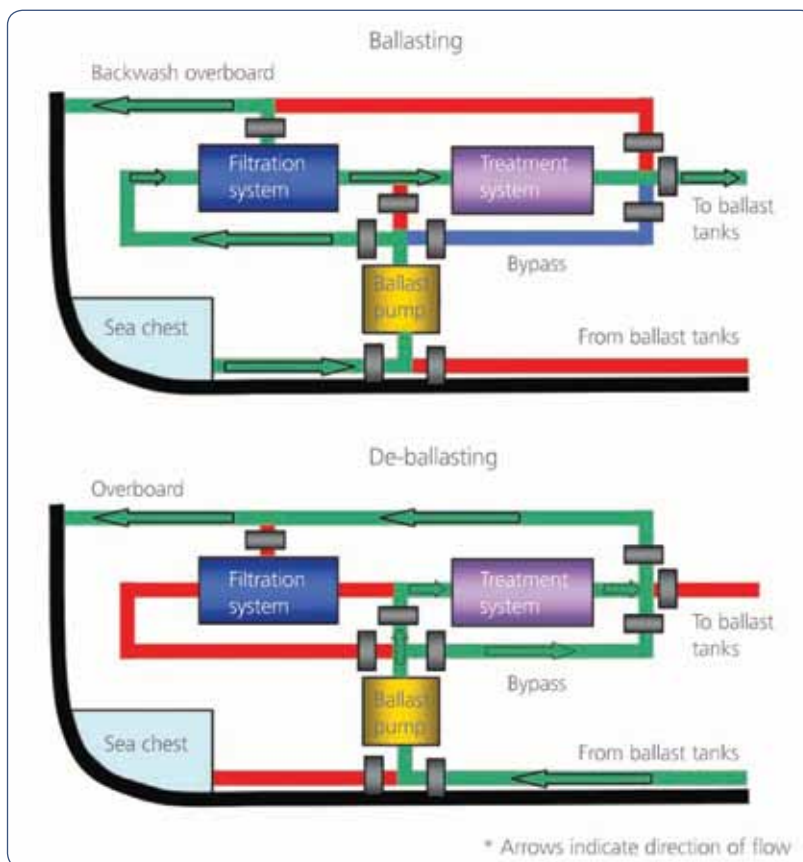 Ballasting
Backwash overboard
Filtration
system
Treatment
system
To ballast
tanks
Bypass
Ballast
pump
Sea chest
From ballast tanks
De-ballasting
Overboard
Filtration
system
Treatment
system
To ballast
tanks
Bypass
Ballast
pump
Sea chest
From ballast tanks
* Arrows indicate direction of flow